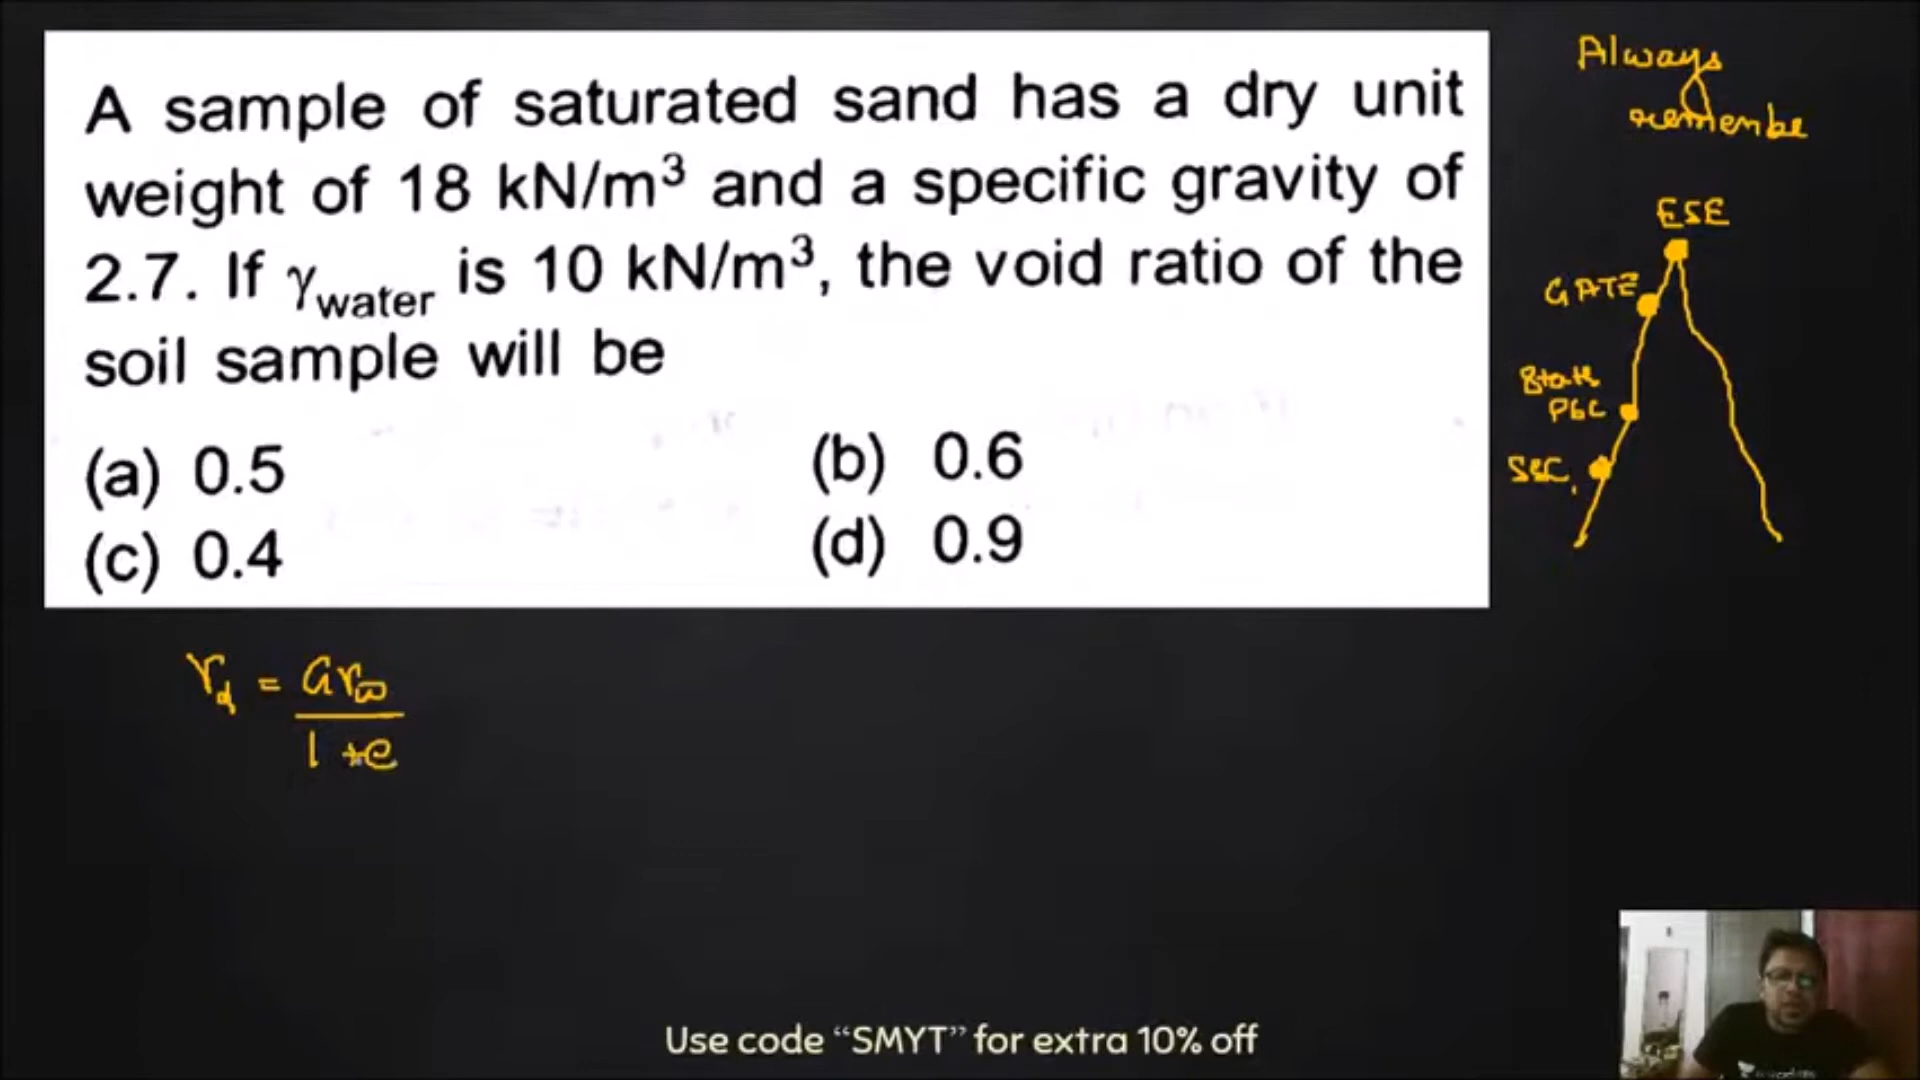 A sample of saturated sand has a dry unit
weight of 18 kN/m³ and a specific gravity of
2.7. If γwater is 10 kN/m³, the void ratio of the
soil sample will be
(a) 0.5
(b) 0.6
(c) 0.4
(d) 0.9
Always
remembe
ESE
GATE
PSC
SSC,
γd = Gγω
1+e
Use code “SMYT” for extra 10% off